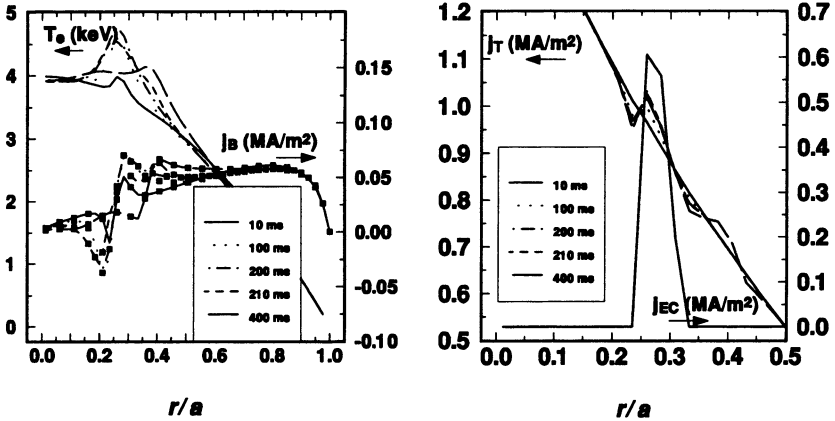 5
4
3
2
1
0
Te (keV)
0.15
0.10
0.05
0.00
-0.05
-0.10
jB (MA/m²)
10 ms
100 ms
200 ms
210 ms
400 ms
0.0 0.2 0.4 0.6 0.8 1.0
r/a
1.2
1.1
1.0
0.9
0.8
0.7
0.6
0.5
jT (MA/m²)
0.7
0.6
0.5
0.4
0.3
0.2
0.1
0.0
10 ms
100 ms
200 ms
210 ms
400 ms
jEC (MA/m²)
0.0 0.1 0.2 0.3 0.4 0.5
r/a